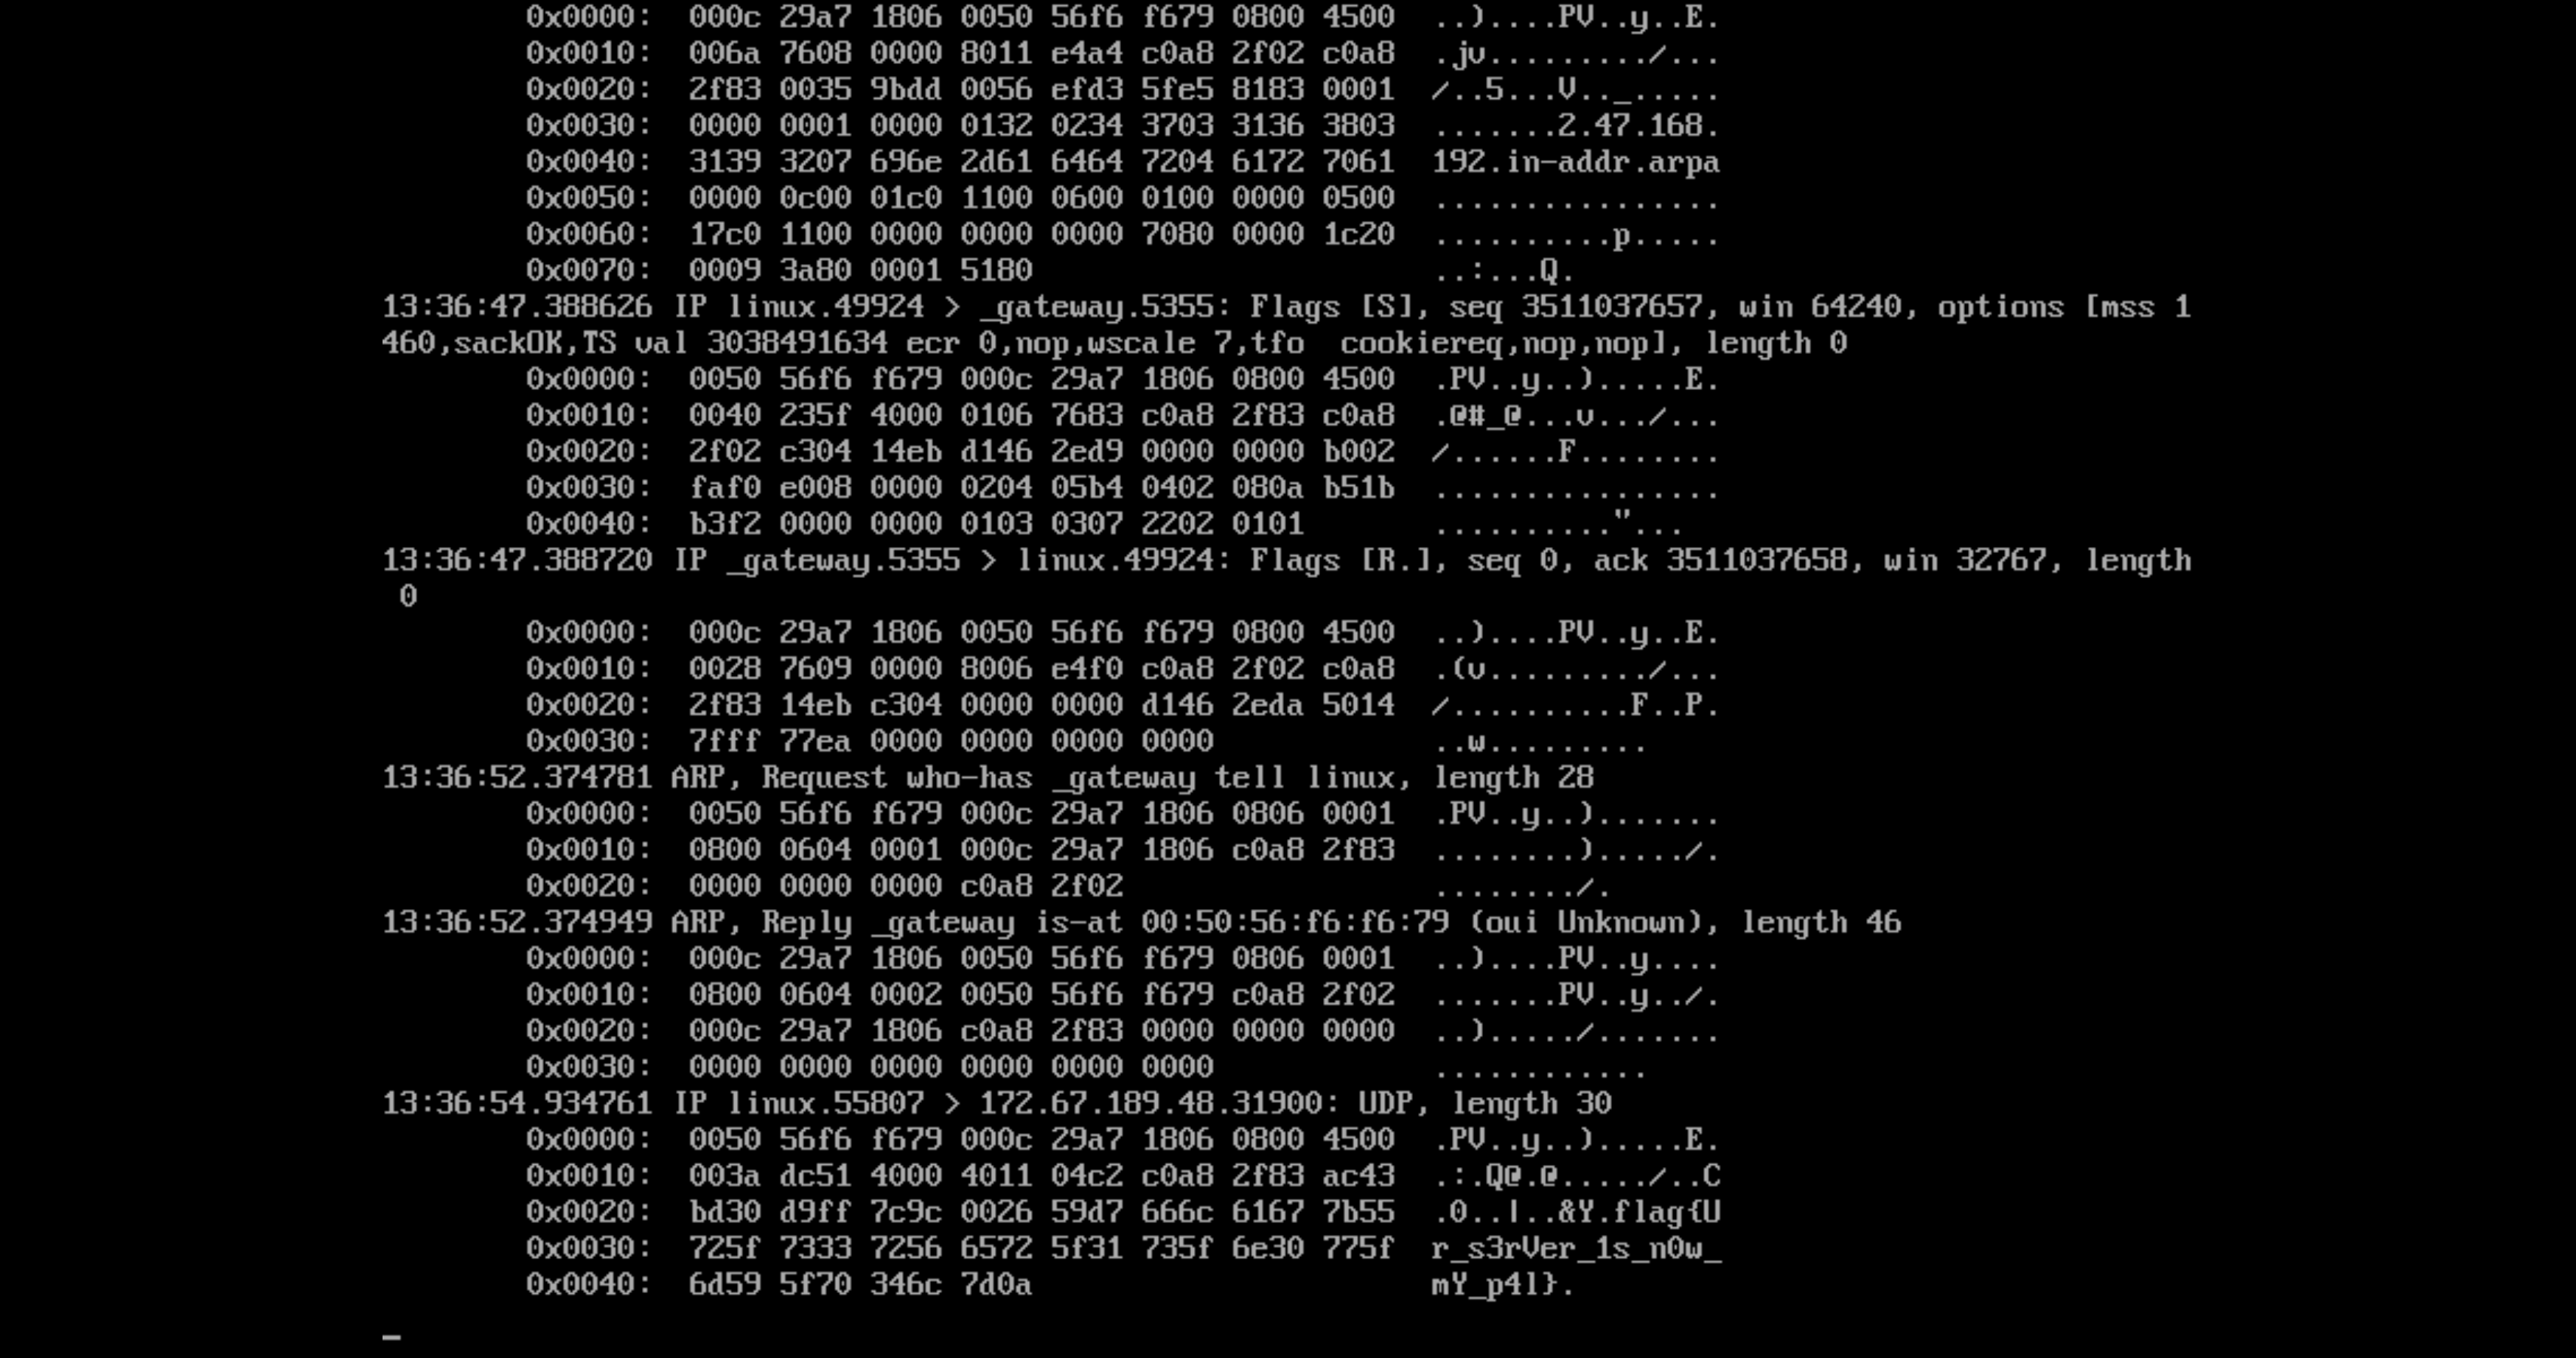 0x0000:  000c 29a7 1806 0050 56f6 f679 0800 4500  ..)....PV..y..E.
0x0010:  006a 7608 0000 8011 e4a4 c0a8 2f02 c0a8  .jv........./...
0x0020:  2f83 0035 9bdd 0056 efd3 5fe5 8183 0001  /..5...V.._.....
0x0030:  0000 0001 0000 0132 0234 3703 3136 3803  .......2.47.168.
0x0040:  3139 3207 696e 2d61 6464 7204 6172 7061  192.in-addr.arpa
0x0050:  0000 0c00 01c0 1100 0600 0100 0000 0500  ................
0x0060:  17c0 1100 0000 0000 0000 7080 0000 1c20  ..........p.....
0x0070:  0009 3a80 0001 5180                      ..:...Q.
13:36:47.388626 IP linux.49924 > _gateway.5355: Flags [S], seq 3511037657, win 64240, options [mss 1
460,sackOK,TS val 3038491634 ecr 0,nop,wscale 7,tfo  cookiereq,nop,nop], length 0
0x0000:  0050 56f6 f679 000c 29a7 1806 0800 4500  .PV..y..).....E.
0x0010:  0040 235f 4000 0106 7683 c0a8 2f83 c0a8  .@#_@...v.../...
0x0020:  2f02 c304 14eb d146 2ed9 0000 0000 b002  /......F........
0x0030:  faf0 e008 0000 0204 05b4 0402 080a b51b  ................
0x0040:  b3f2 0000 0000 0103 0307 2202 0101       .........."...
13:36:47.388720 IP _gateway.5355 > linux.49924: Flags [R.], seq 0, ack 3511037658, win 32767, length
0
0x0000:  000c 29a7 1806 0050 56f6 f679 0800 4500  ..)....PV..y..E.
0x0010:  0028 7609 0000 8006 e4f0 c0a8 2f02 c0a8  .(v........./...
0x0020:  2f83 14eb c304 0000 0000 d146 2eda 5014  /..........F..P.
0x0030:  7fff 77ea 0000 0000 0000 0000            ..w.........
13:36:52.374781 ARP, Request who-has _gateway tell linux, length 28
0x0000:  0050 56f6 f679 000c 29a7 1806 0806 0001  .PV..y..).......
0x0010:  0800 0604 0001 000c 29a7 1806 c0a8 2f83  ........)...../.
0x0020:  0000 0000 0000 c0a8 2f02                 ......../.
13:36:52.374949 ARP, Reply _gateway is-at 00:50:56:f6:f6:79 (oui Unknown), length 46
0x0000:  000c 29a7 1806 0050 56f6 f679 0806 0001  ..)....PV..y....
0x0010:  0800 0604 0002 0050 56f6 f679 c0a8 2f02  .......PV..y../.
0x0020:  000c 29a7 1806 c0a8 2f83 0000 0000 0000  ..)...../.......
0x0030:  0000 0000 0000 0000 0000 0000            ............
13:36:54.934761 IP linux.55807 > 172.67.189.48.31900: UDP, length 30
0x0000:  0050 56f6 f679 000c 29a7 1806 0800 4500  .PV..y..).....E.
0x0010:  003a dc51 4000 4011 04c2 c0a8 2f83 ac43  .:.Q@.@...../..C
0x0020:  bd30 d9ff 7c9c 0026 59d7 666c 6167 7b55  .0..|..&Y.flag{U
0x0030:  725f 7333 7256 6572 5f31 735f 6e30 775f  r_s3rVer_1s_n0w_
0x0040:  6d59 5f70 346c 7d0a                      mY_p4l}.